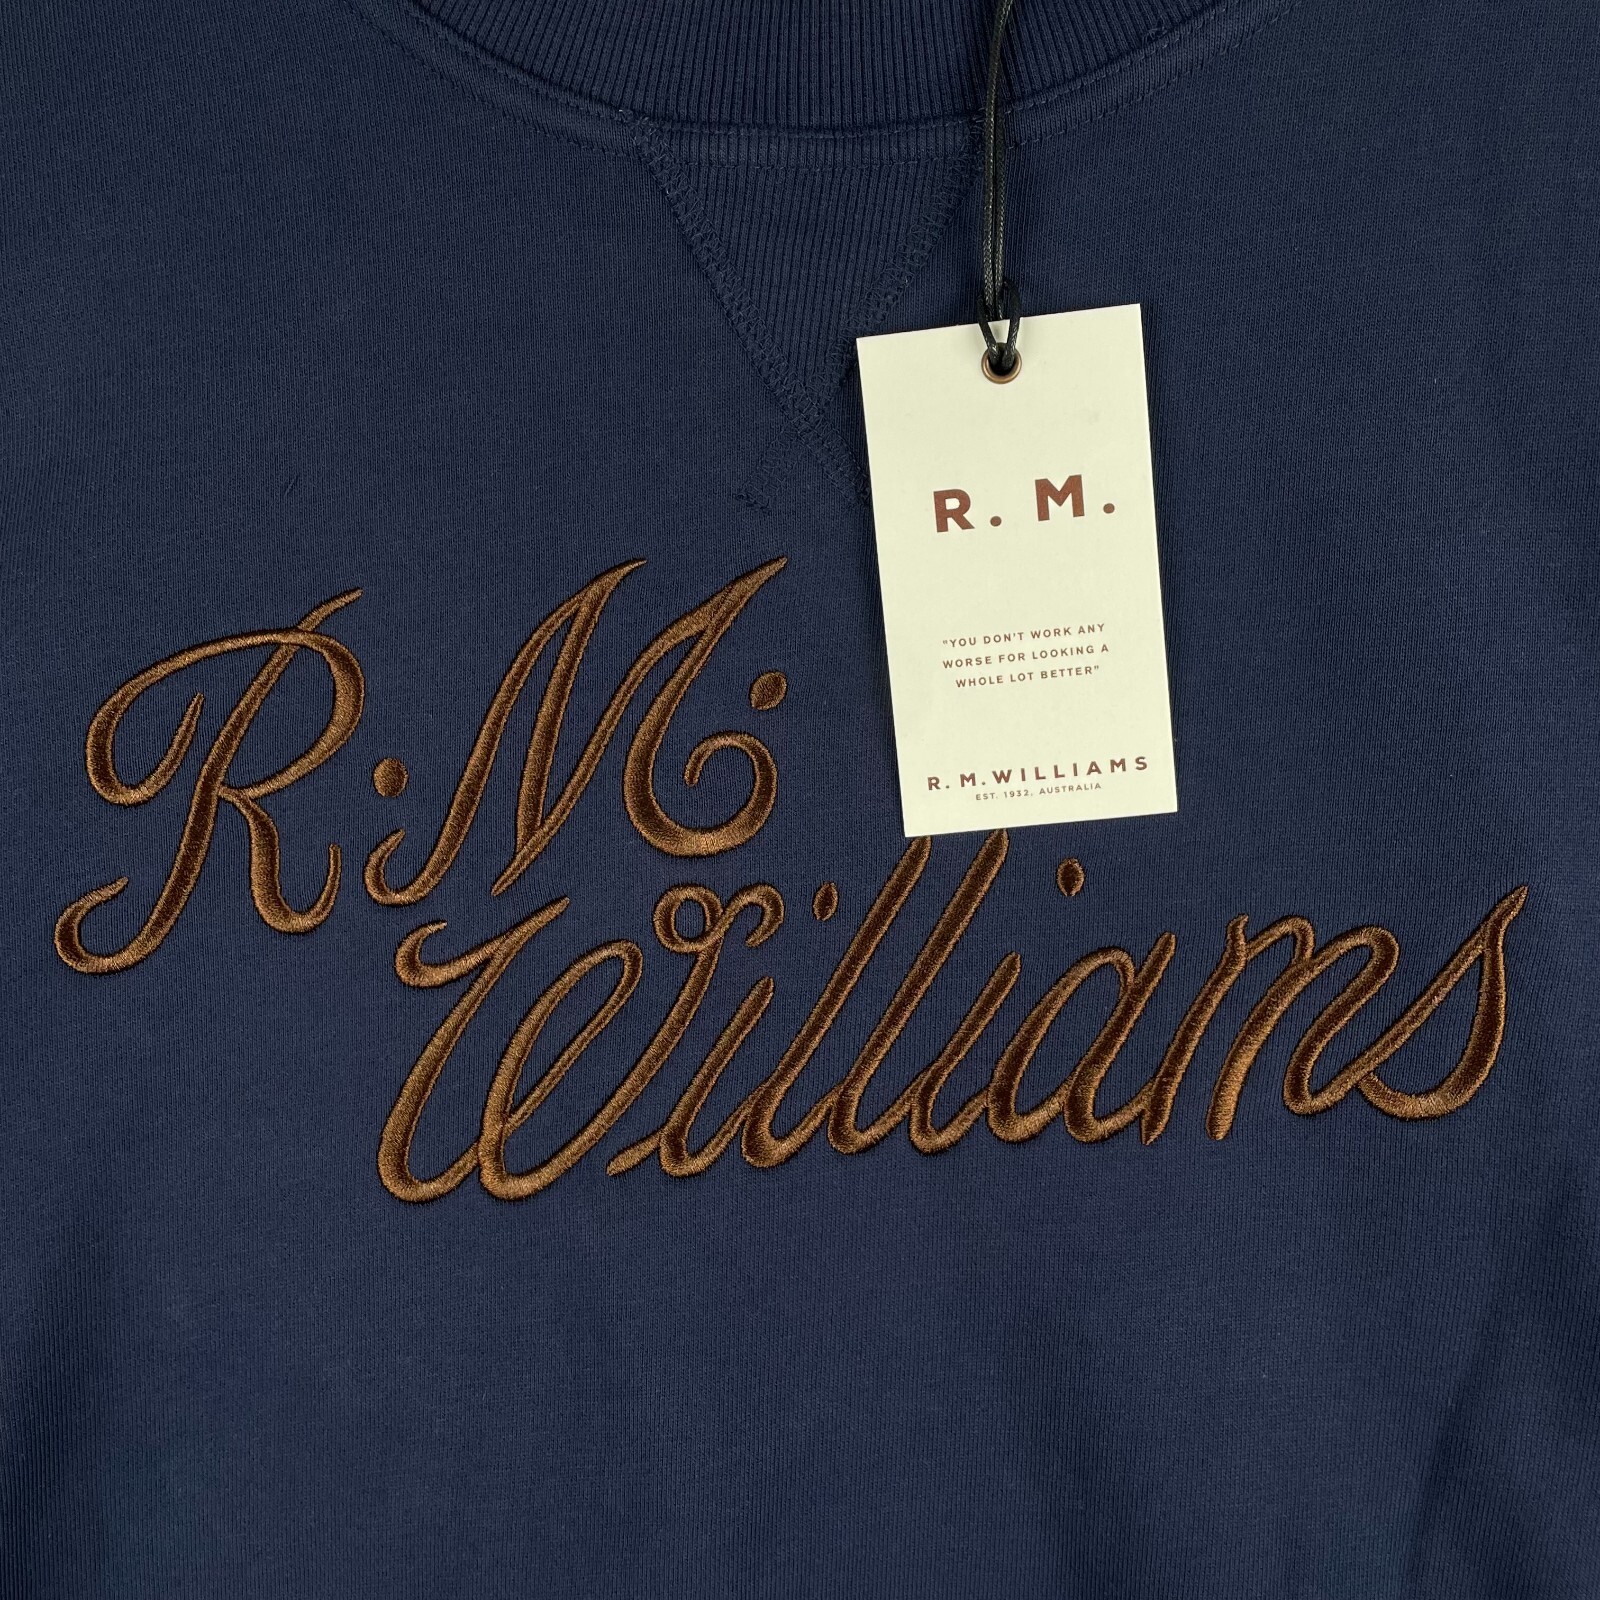 R. M.
"YOU DON'T WORK ANY
WORSE FOR LOOKING A
WHOLE LOT BETTER"
R. M. WILLIAMS
EST. 1932, AUSTRALIA
R. M.
Williams